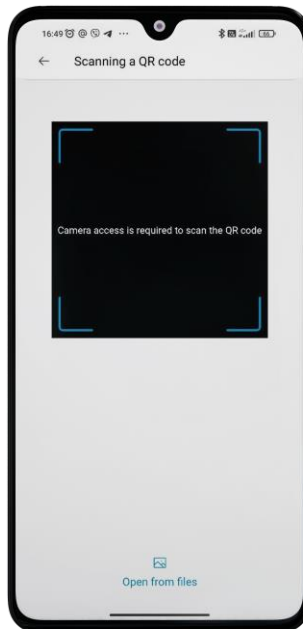 16:49
Scanning a QR code
Camera access is required to scan the QR code
Open from files